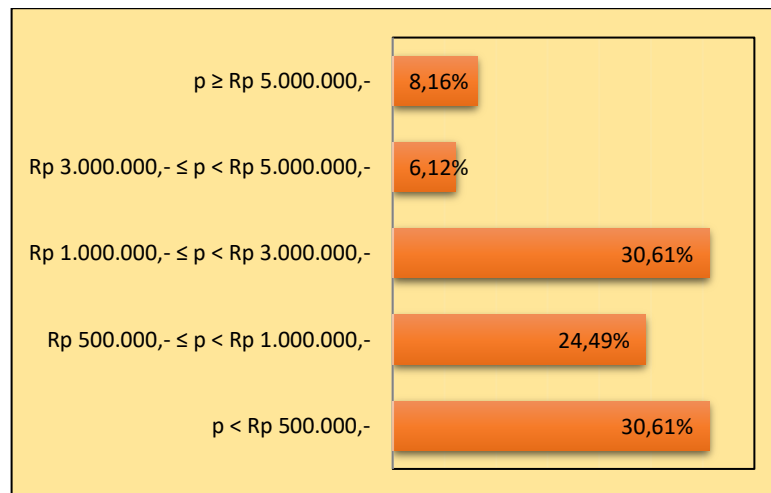 p ≥ Rp 5.000.000,- 8,16%
Rp 3.000.000,- ≤ p < Rp 5.000.000,- 6,12%
Rp 1.000.000,- ≤ p < Rp 3.000.000,- 30,61%
Rp 500.000,- ≤ p < Rp 1.000.000,- 24,49%
p < Rp 500.000,- 30,61%